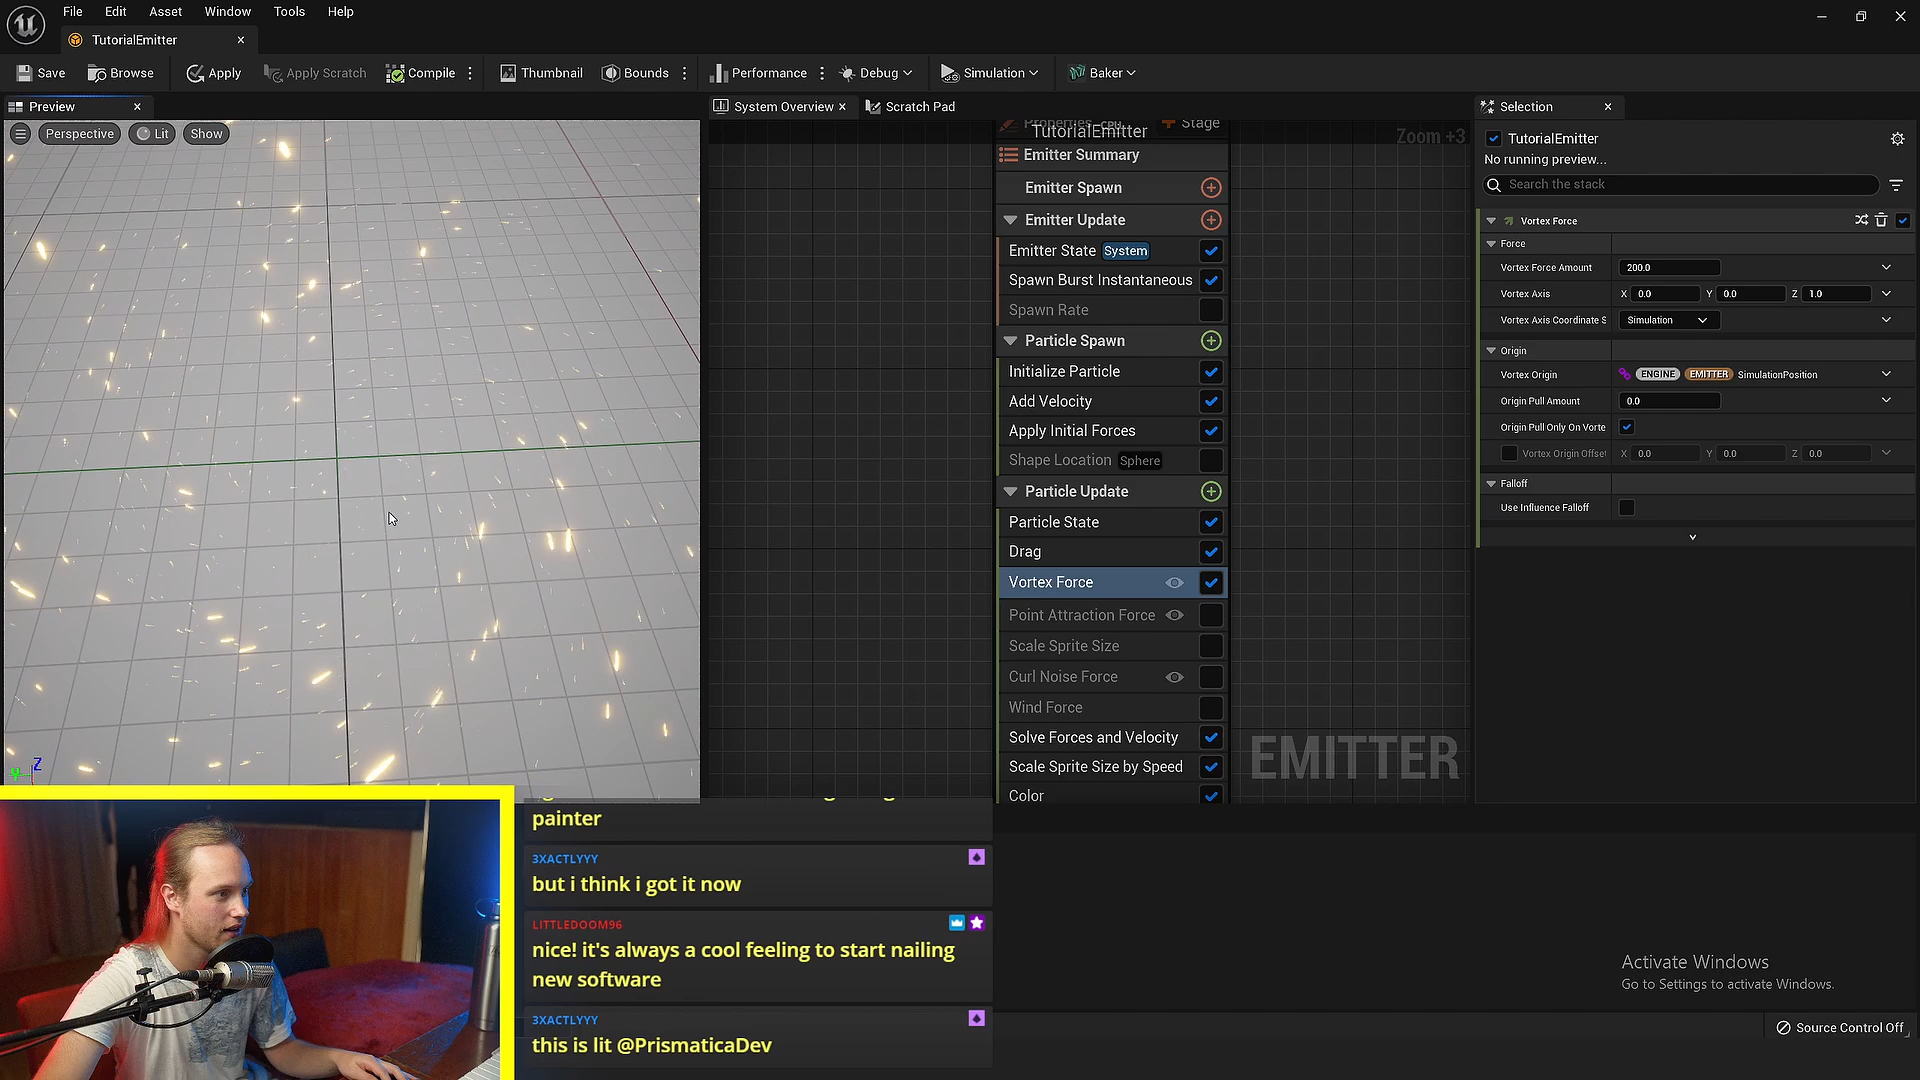 File Edit Asset Window Tools Help
TutorialEmitter
Save Browse Apply Apply Scratch Compile Thumbnail Bounds Performance Debug Simulation Baker
Preview
System Overview
Scratch Pad
Selection
Perspective Lit Show
Properties CPU Stage
TutorialEmitter
Zoom +3
Emitter Summary
Emitter Spawn
Emitter Update
Emitter State System
Spawn Burst Instantaneous
Spawn Rate
Particle Spawn
Initialize Particle
Add Velocity
Apply Initial Forces
Shape Location Sphere
Particle Update
Particle State
Drag
Vortex Force
Point Attraction Force
Scale Sprite Size
Curl Noise Force
Wind Force
Solve Forces and Velocity
Scale Sprite Size by Speed
Color
EMITTER
TutorialEmitter
No running preview...
Search the stack
Vortex Force
Force
Vortex Force Amount 200.0
Vortex Axis X 0.0 Y 0.0 Z 1.0
Vortex Axis Coordinate S Simulation
Origin
Vortex Origin ENGINE EMITTER SimulationPosition
Origin Pull Amount 0.0
Origin Pull Only On Vorte
Vortex Origin Offset X 0.0 Y 0.0 Z 0.0
Falloff
Use Influence Falloff
Z
painter
3XACTLYYY
but i think i got it now
LITTLEDOOM96
nice! it's always a cool feeling to start nailing
new software
3XACTLYYY
this is lit @PrismaticaDev
Activate Windows
Go to Settings to activate Windows.
Source Control Off